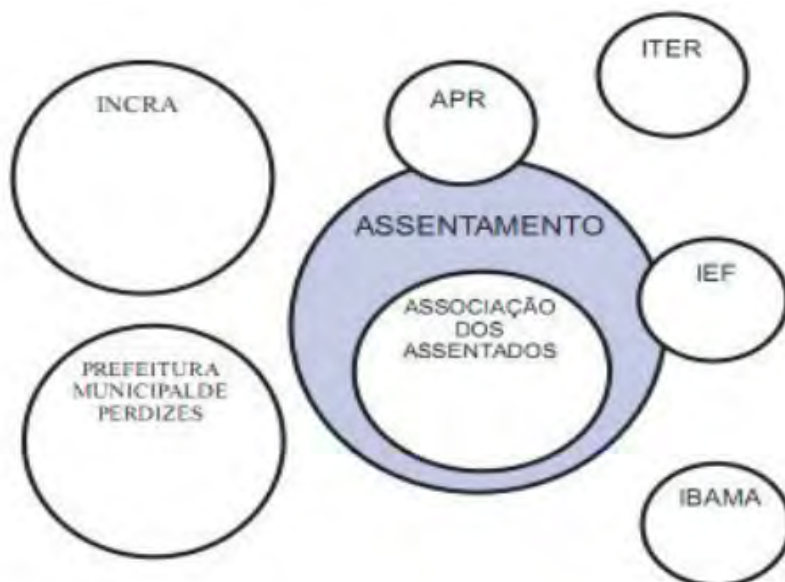 ITER
APR
INCRA
ASSENTAMENTO
IEF
ASSOCIAÇÃO
DOS
ASSENTADOS
PREFEITURA
MUNICIPALDE
PERDIZES
IBAMA